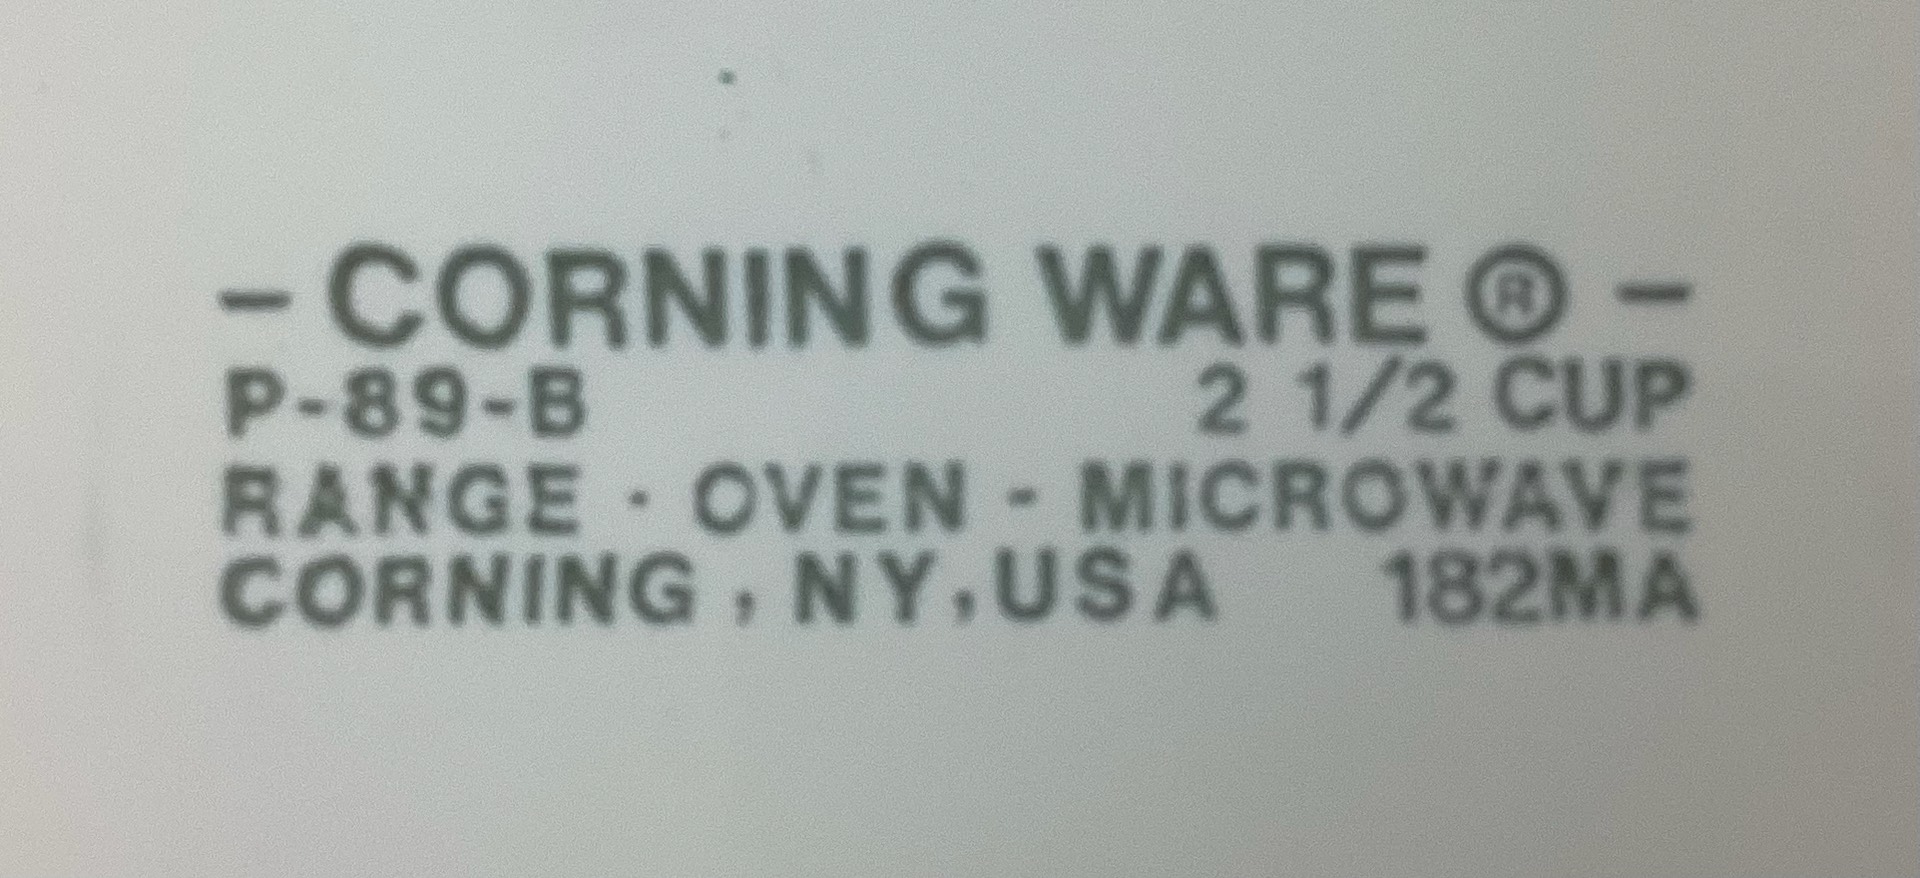 - CORNING WARE ® -
P-89-B 2 1/2 CUP
RANGE · OVEN - MICROWAVE
CORNING , NY,USA 182MA